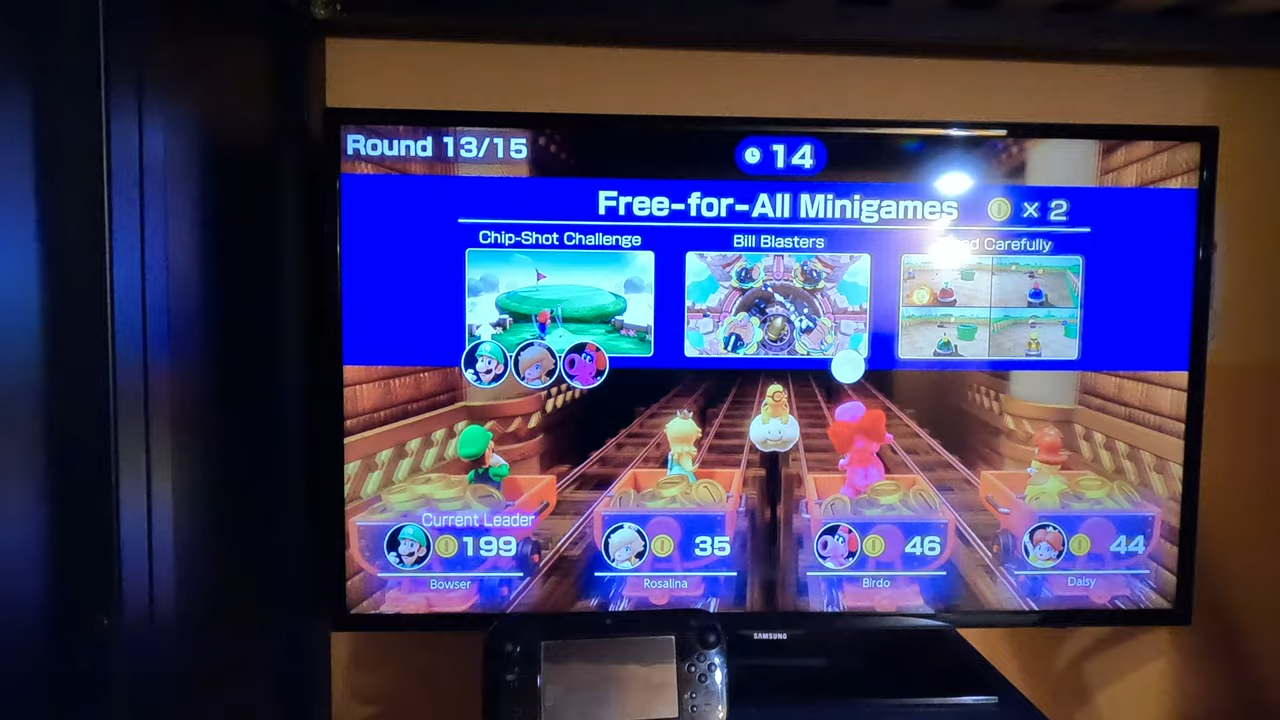 Round 13/15
14
Free-for-All Minigames × 2
Chip-Shot Challenge
Bill Blasters
Carefully
Current Leader
199
35
46
44
Bowser
Rosalina
Birdo
Daisy
SAMSUNG